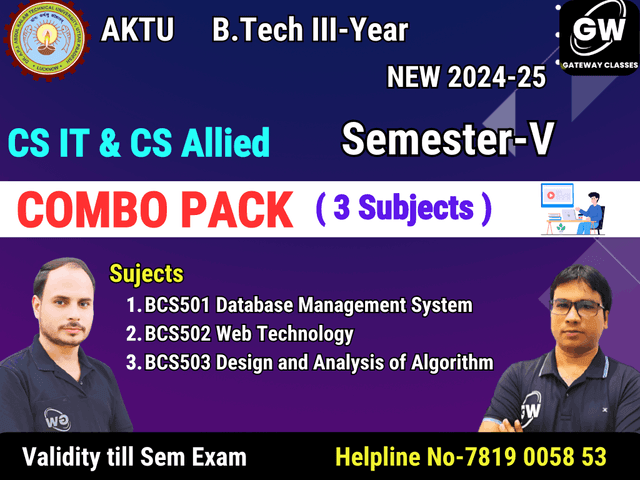 AKTU B.Tech III-Year
GW
GATEWAY CLASSES
NEW 2024-25
CS IT & CS Allied Semester-V
COMBO PACK ( 3 Subjects )
Sujects
1. BCS501 Database Management System
2. BCS502 Web Technology
3. BCS503 Design and Analysis of Algorithm
GW
GW
Validity till Sem Exam Helpline No-7819 0058 53